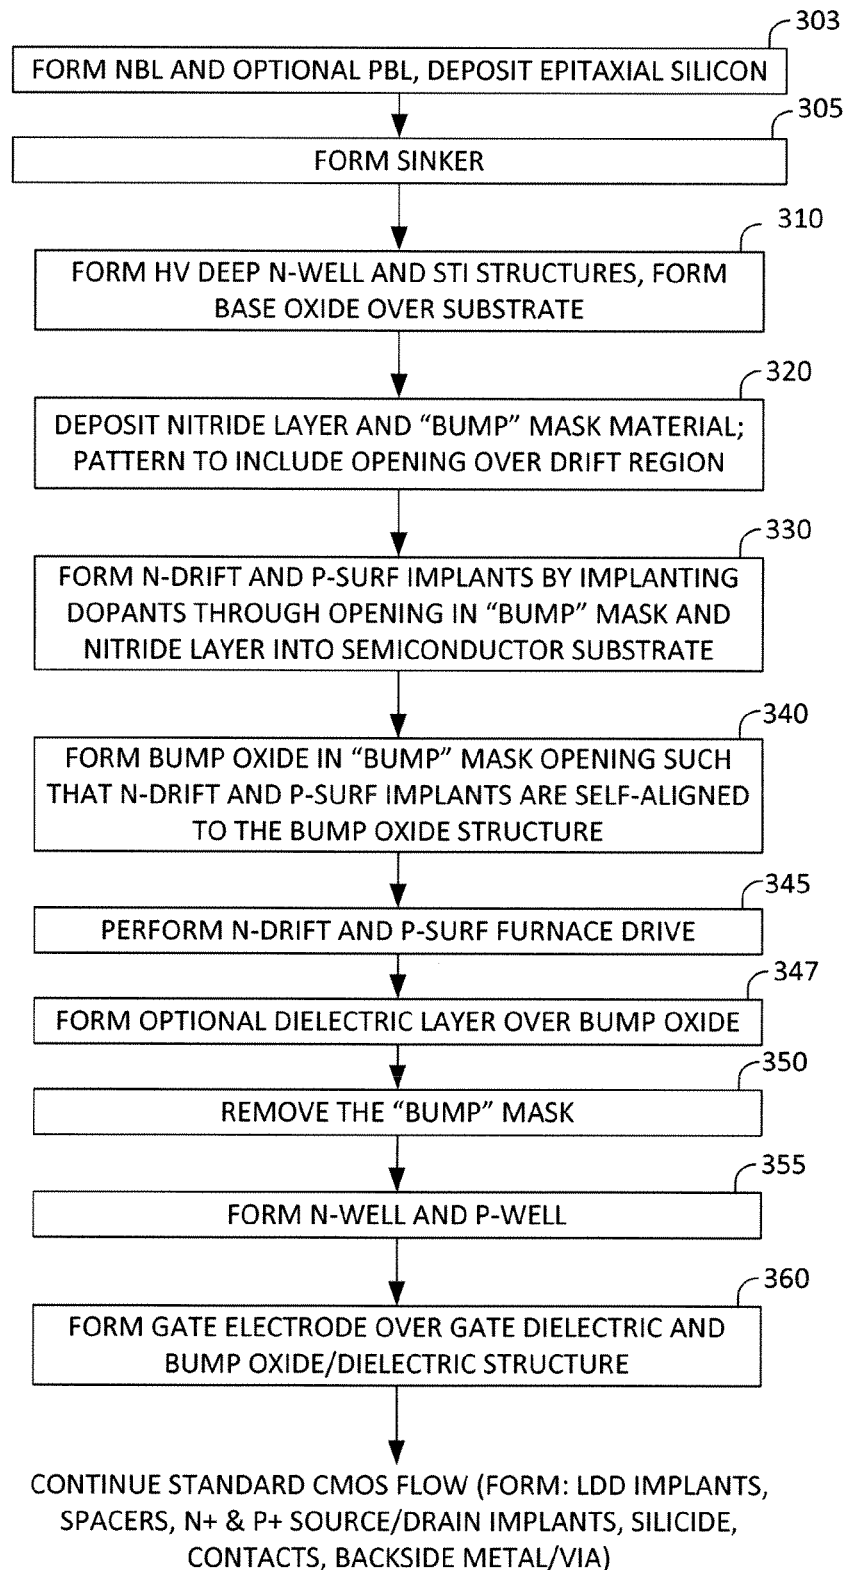 303
FORM NBL AND OPTIONAL PBL, DEPOSIT EPITAXIAL SILICON
305
FORM SINKER
310
FORM HV DEEP N-WELL AND STI STRUCTURES, FORM
BASE OXIDE OVER SUBSTRATE
320
DEPOSIT NITRIDE LAYER AND “BUMP” MASK MATERIAL;
PATTERN TO INCLUDE OPENING OVER DRIFT REGION
330
FORM N-DRIFT AND P-SURF IMPLANTS BY IMPLANTING
DOPANTS THROUGH OPENING IN “BUMP” MASK AND
NITRIDE LAYER INTO SEMICONDUCTOR SUBSTRATE
340
FORM BUMP OXIDE IN “BUMP” MASK OPENING SUCH
THAT N-DRIFT AND P-SURF IMPLANTS ARE SELF-ALIGNED
TO THE BUMP OXIDE STRUCTURE
345
PERFORM N-DRIFT AND P-SURF FURNACE DRIVE
347
FORM OPTIONAL DIELECTRIC LAYER OVER BUMP OXIDE
350
REMOVE THE “BUMP” MASK
355
FORM N-WELL AND P-WELL
360
FORM GATE ELECTRODE OVER GATE DIELECTRIC AND
BUMP OXIDE/DIELECTRIC STRUCTURE
CONTINUE STANDARD CMOS FLOW (FORM: LDD IMPLANTS,
SPACERS, N+ & P+ SOURCE/DRAIN IMPLANTS, SILICIDE,
CONTACTS, BACKSIDE METAL/VIA)